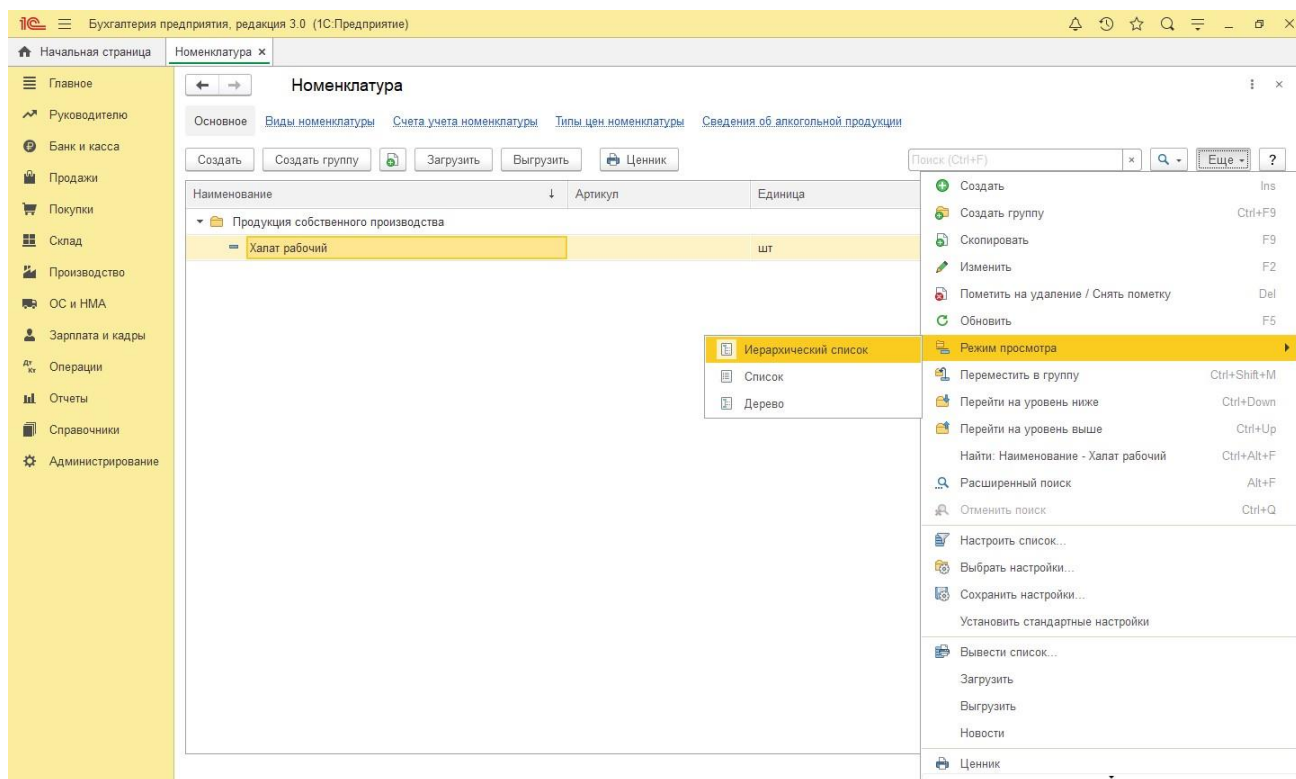 1С Бухгалтерия предприятия, редакция 3.0 (1С:Предприятие)
Начальная страница Номенклатура ×
Главное
Руководителю
Банк и касса
Продажи
Покупки
Склад
Производство
ОС и НМА
Зарплата и кадры
Дт Кт Операции
Отчеты
Справочники
Администрирование
Номенклатура
Основное Виды номенклатуры Счета учета номенклатуры Типы цен номенклатуры Сведения об алкогольной продукции
Создать Создать группу Загрузить Выгрузить Ценник Поиск (Ctrl+F) × Еще ?
Наименование ↓ Артикул Единица
Продукция собственного производства
Халат рабочий шт
Иерархический список
Список
Дерево
Создать Ins
Создать группу Ctrl+F9
Скопировать F9
Изменить F2
Пометить на удаление / Снять пометку Del
Обновить F5
Режим просмотра
Переместить в группу Ctrl+Shift+M
Перейти на уровень ниже Ctrl+Down
Перейти на уровень выше Ctrl+Up
Найти: Наименование - Халат рабочий Ctrl+Alt+F
Расширенный поиск Alt+F
Отменить поиск Ctrl+Q
Настроить список...
Выбрать настройки...
Сохранить настройки...
Установить стандартные настройки
Вывести список...
Загрузить
Выгрузить
Новости
Ценник